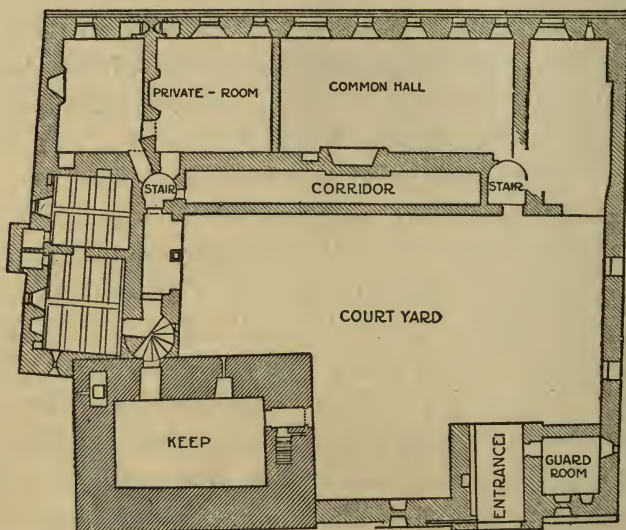 PRIVATE - ROOM
COMMON HALL
STAIR
CORRIDOR
STAIR
COURT YARD
KEEP
ENTRANCE
GUARD
ROOM